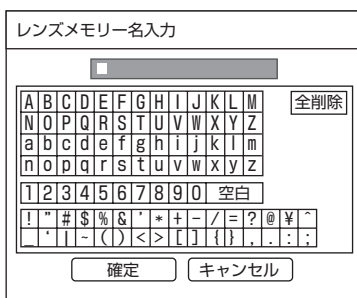 レンズメモリー名入力
A B C D E F G H I J K L M 全削除
N O P Q R S T U V W X Y Z
a b c d e f g h i j k l m
n o p q r s t u v w x y z
1 2 3 4 5 6 7 8 9 0 空白
! " # $ % & ' * + - / = ? @ ¥ ^
_ ‘ | ~ ( ) < > [ ] { } , . : ;
確定 キャンセル